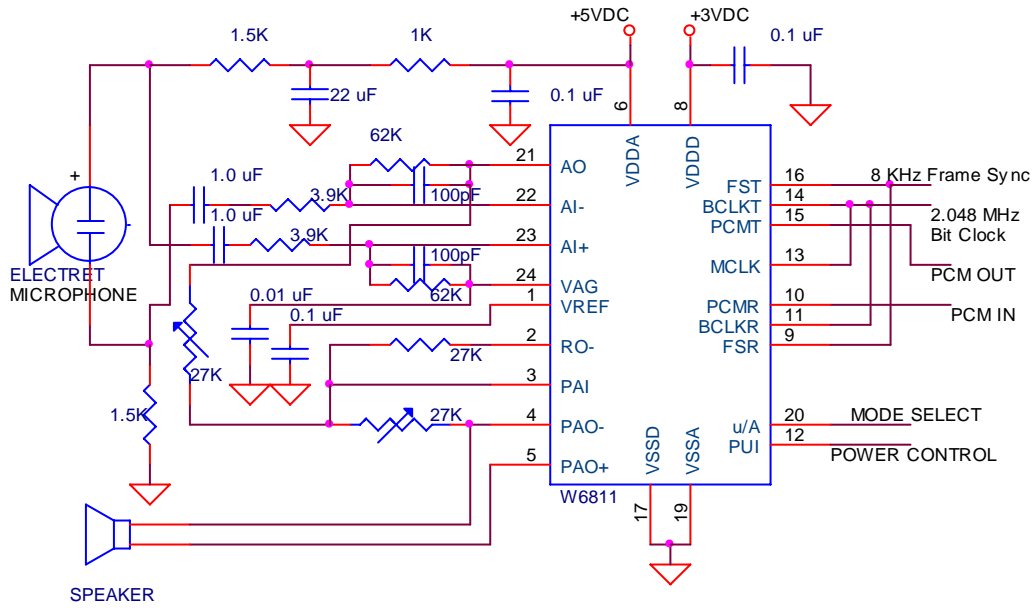 +5VDC
+3VDC
1.5K
1K
0.1 uF
22 uF
0.1 uF
6
8
62K
VDDA
VDDD
21
AO
1.0 uF
100pF
FST
16
8 KHz Frame Sync
3.9K
22
AI-
BCLKT
14
+
1.0 uF
PCMT
15
2.048 MHz
Bit Clock
3.9K
23
AI+
100pF
MCLK
13
PCM OUT
ELECTRET
MICROPHONE
24
VAG
62K
0.01 uF
1
VREF
PCMR
10
PCM IN
0.1 uF
BCLKR
11
2
RO-
FSR
9
27K
27K
3
PAI
1.5K
27K
4
PAO-
u/A
20
MODE SELECT
PUI
12
POWER CONTROL
5
PAO+
VSSD
VSSA
W6811
17
19
SPEAKER